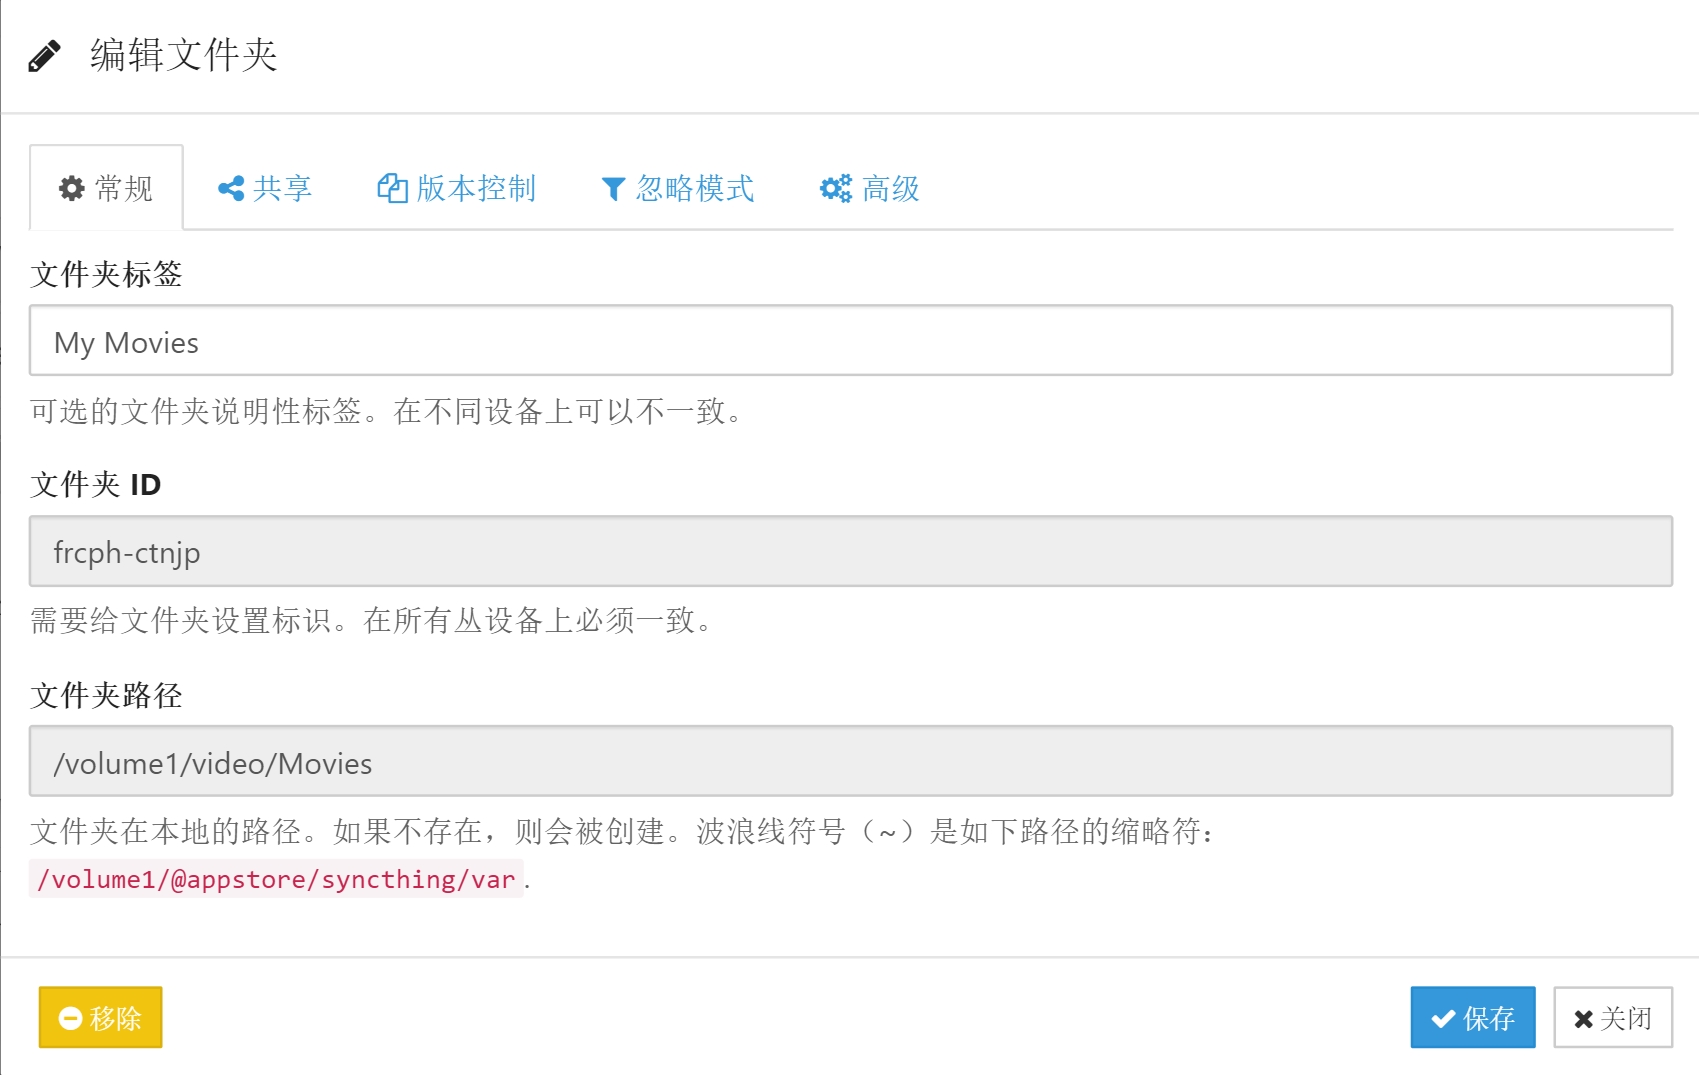 编辑文件夹
常规 共享 版本控制 忽略模式 高级
文件夹标签
My Movies
可选的文件夹说明性标签。在不同设备上可以不一致。
文件夹 ID
frcph-ctnjp
需要给文件夹设置标识。在所有丛设备上必须一致。
文件夹路径
/volume1/video/Movies
文件夹在本地的路径。如果不存在，则会被创建。波浪线符号（~）是如下路径的缩略符：
/volume1/@appstore/syncthing/var.
移除 保存 关闭